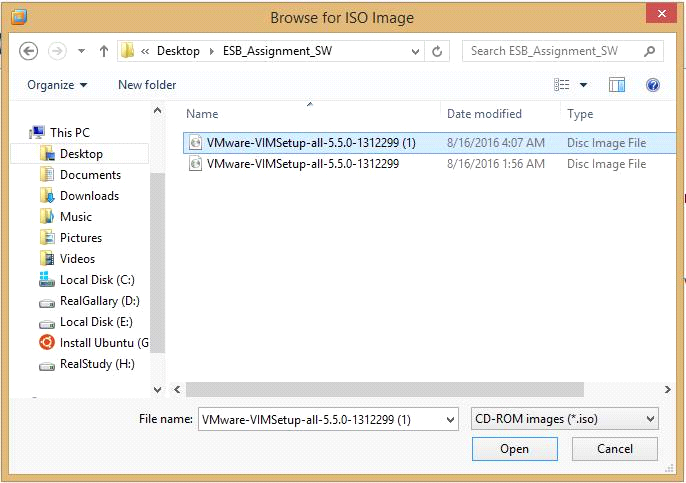 Browse for ISO Image
« Desktop ESB_Assignment_SW Search ESB_Assignment_SW
Organize New folder
Name Date modified Type
VMware-VIMSetup-all-5.5.0-1312299 (1) 8/16/2016 4:07 AM Disc Image File
VMware-VIMSetup-all-5.5.0-1312299 8/16/2016 1:56 AM Disc Image File
This PC
Desktop
Documents
Downloads
Music
Pictures
Videos
Local Disk (C:)
RealGallary (D:)
Local Disk (E:)
Install Ubuntu (G
RealStudy (H:)
File name: VMware-VIMSetup-all-5.5.0-1312299 (1) CD-ROM images (*.iso)
Open Cancel